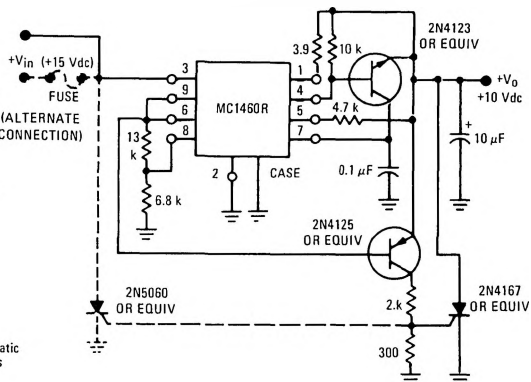 2N4123
OR EQUIV
+Vin (+15 Vdc)
FUSE
(ALTERNATE
CONNECTION)
3
9
6
8
13
k
6.8 k
MC1460R
2
CASE
1
4
5
7
3.9
10 k
4.7 k
0.1 μF
+Vo
+10 Vdc
+
10 μF
2N4125
OR EQUIV
2N5060
OR EQUIV
2.k
2N4167
OR EQUIV
300
atic
s